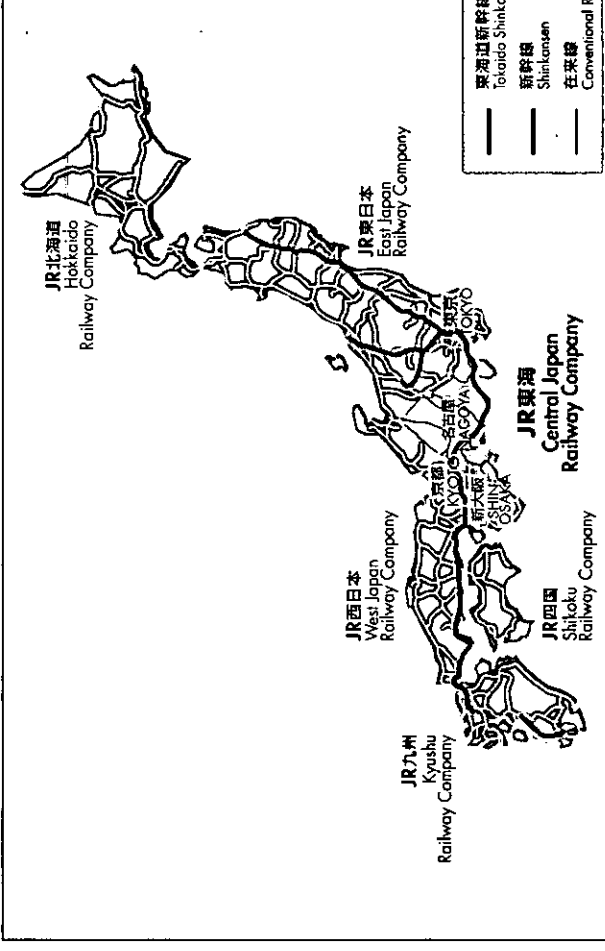 JR北海道
Hokkaido
Railway Company
JR東日本
East Japan
Railway Company
東京
TOKYO
名古屋
NAGOYA
京都
KYOTO
新大阪
SHIN
OSAKA
JR東海
Central Japan
Railway Company
JR西日本
West Japan
Railway Company
JR四国
Shikoku
Railway Company
JR九州
Kyushu
Railway Company
東海道新幹線
Tokaido Shinka
新幹線
Shinkansen
在来線
Conventional R